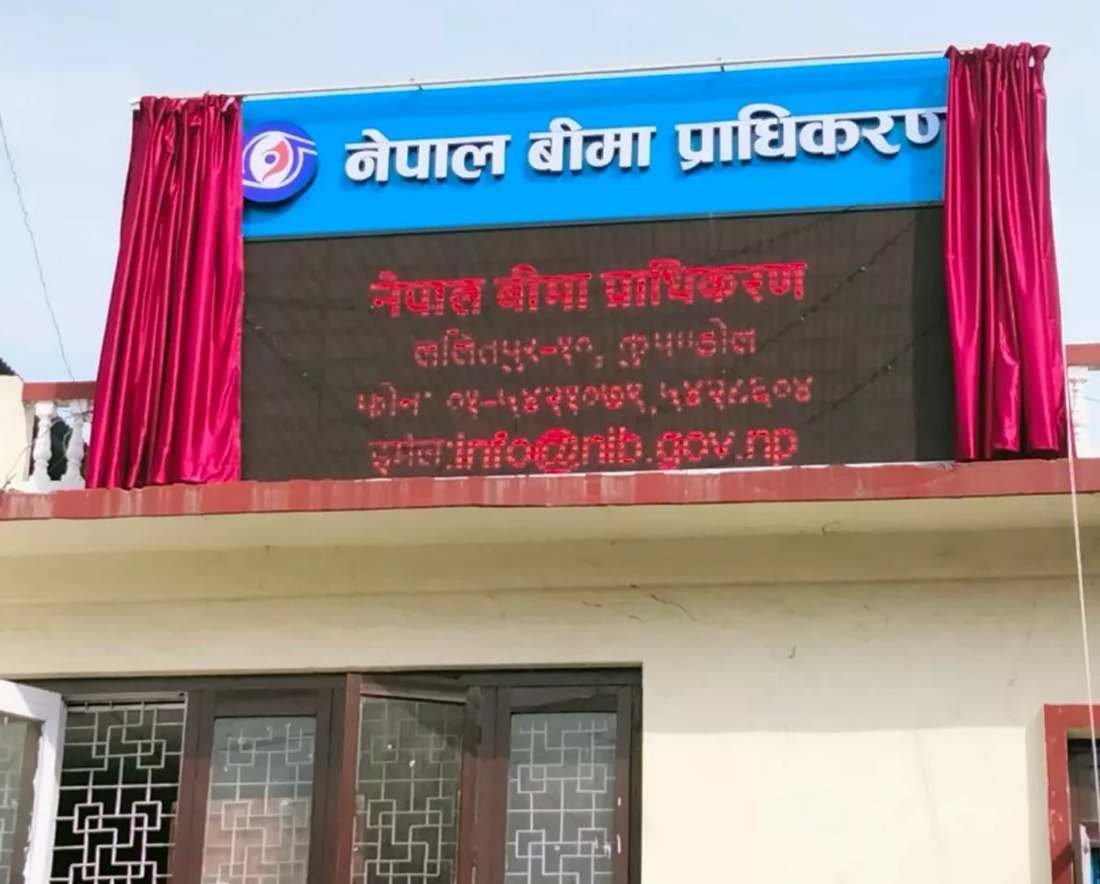 नेपाल बीमा प्राधिकरण
नेपाल बीमा प्राधिकरण
ललितपुर-१०, कुपण्डोल
फोन: ०१-५४२१०७९,५४२८६०४
इमेल:info@nib.gov.np